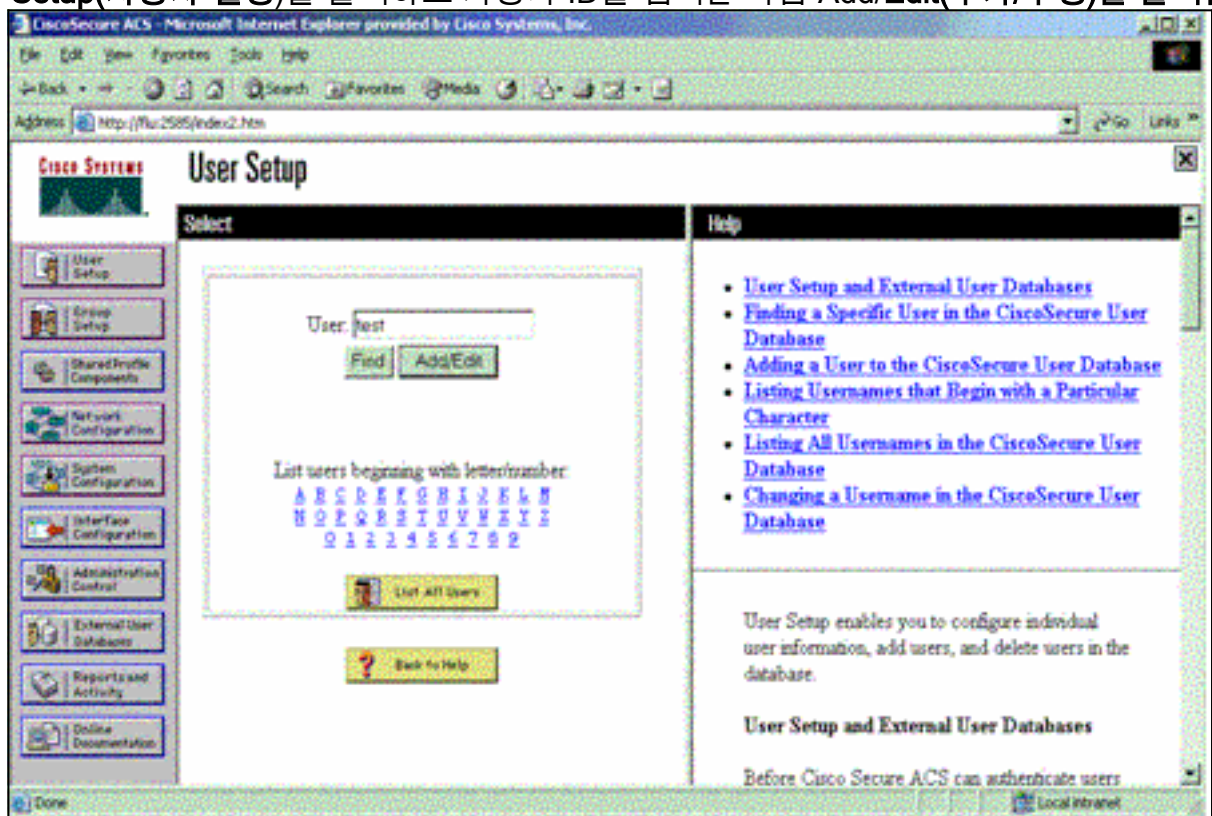 Setup(사용자 설정)을 클릭하고 사용자 ID를 입력한 다음 Add/Edit(추가/수정)를 클릭
CiscoSecure ACS - Microsoft Internet Explorer provided by Cisco Systems, Inc.
File Edit View Favorites Tools Help
Back Search Favorites Media
Address http://flu:2585/index2.htm Go Links »
CISCO SYSTEMS
User Setup
Select
Help
User Setup
Group Setup
Shared Profile Components
Network Configuration
System Configuration
Interface Configuration
Administration Control
External User Databases
Reports and Activity
Online Documentation
User: test
Find Add/Edit
List users beginning with letter/number:
A B C D E F G H I J K L M
N O P Q R S T U V W X Y Z
0 1 2 3 4 5 6 7 8 9
List All Users
Back to Help
User Setup and External User Databases
Finding a Specific User in the CiscoSecure User
Database
Adding a User to the CiscoSecure User Database
Listing Usernames that Begin with a Particular
Character
Listing All Usernames in the CiscoSecure User
Database
Changing a Username in the CiscoSecure User
Database
User Setup enables you to configure individual
user information, add users, and delete users in the
database.
User Setup and External User Databases
Before Cisco Secure ACS can authenticate users
Done
Local intranet